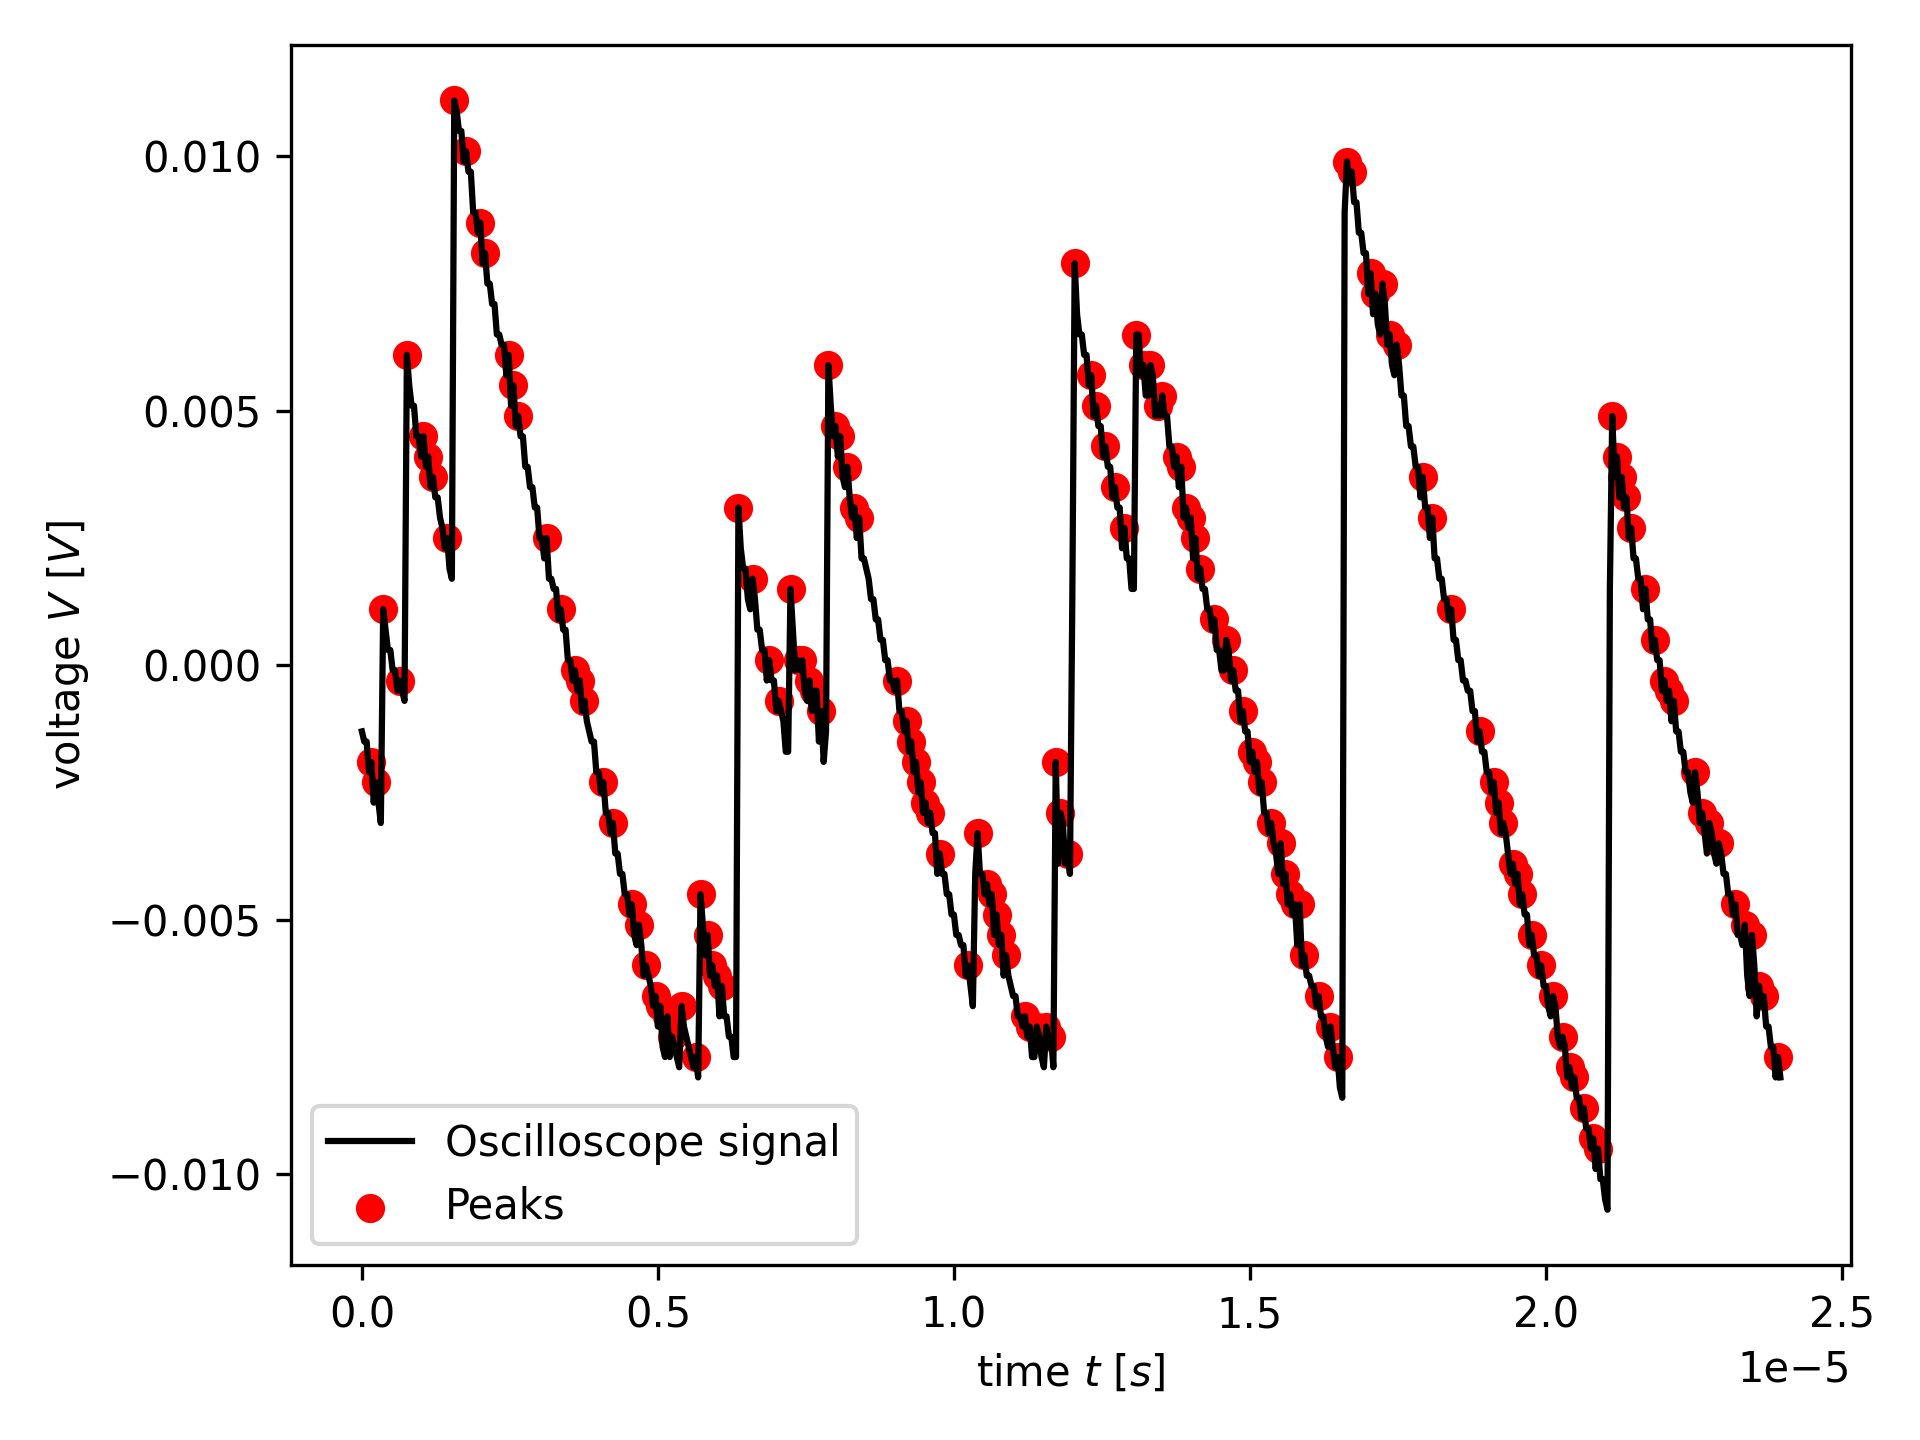 voltage V [V]
0.010
0.005
0.000
−0.005
−0.010
Oscilloscope signal
Peaks
0.0 0.5 1.0 1.5 2.0 2.5
1e−5
time t [s]